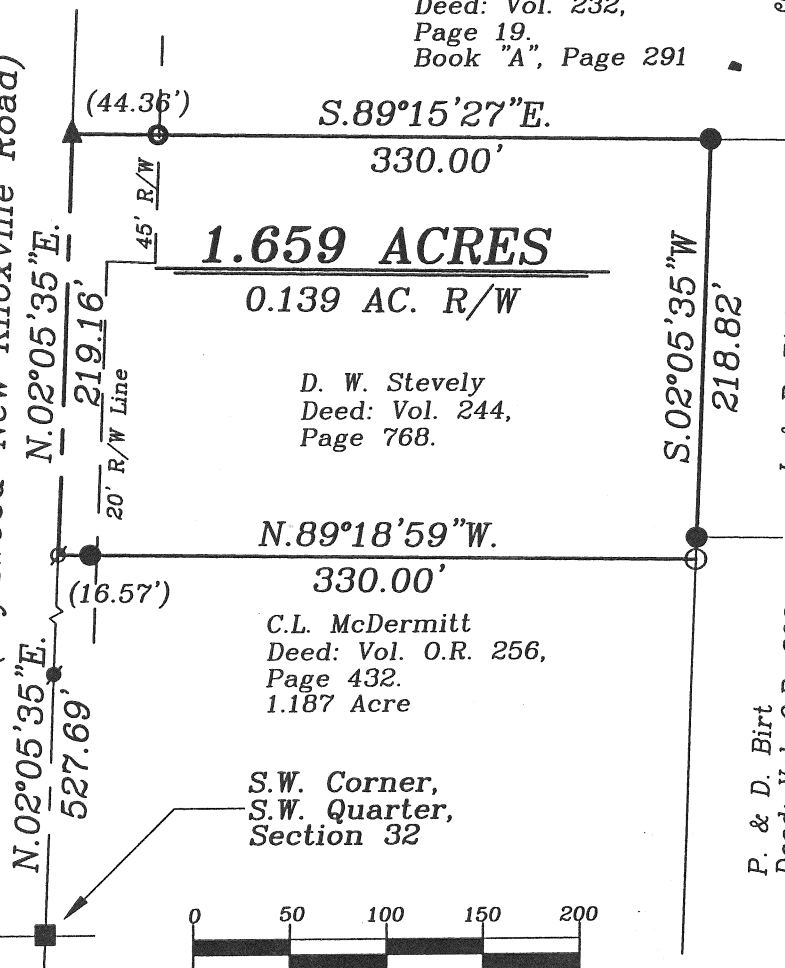 Deed: Vol. 232,
Page 19.
Book "A", Page 291
(44.36')
S.89°15'27"E.
330.00'
45' R/W
1.659 ACRES
0.139 AC. R/W
New Knoxville Road)
N.02°05'35"E.
219.16'
20' R/W Line
D. W. Stevely
Deed: Vol. 244,
Page 768.
S.02°05'35"W
218.82'
N.89°18'59"W.
330.00'
(16.57')
C.L. McDermitt
Deed: Vol. O.R. 256,
Page 432.
1.187 Acre
N.02°05'35"E.
527.69'
S.W. Corner,
S.W. Quarter,
Section 32
P. & D. Birt
0 50 100 150 200